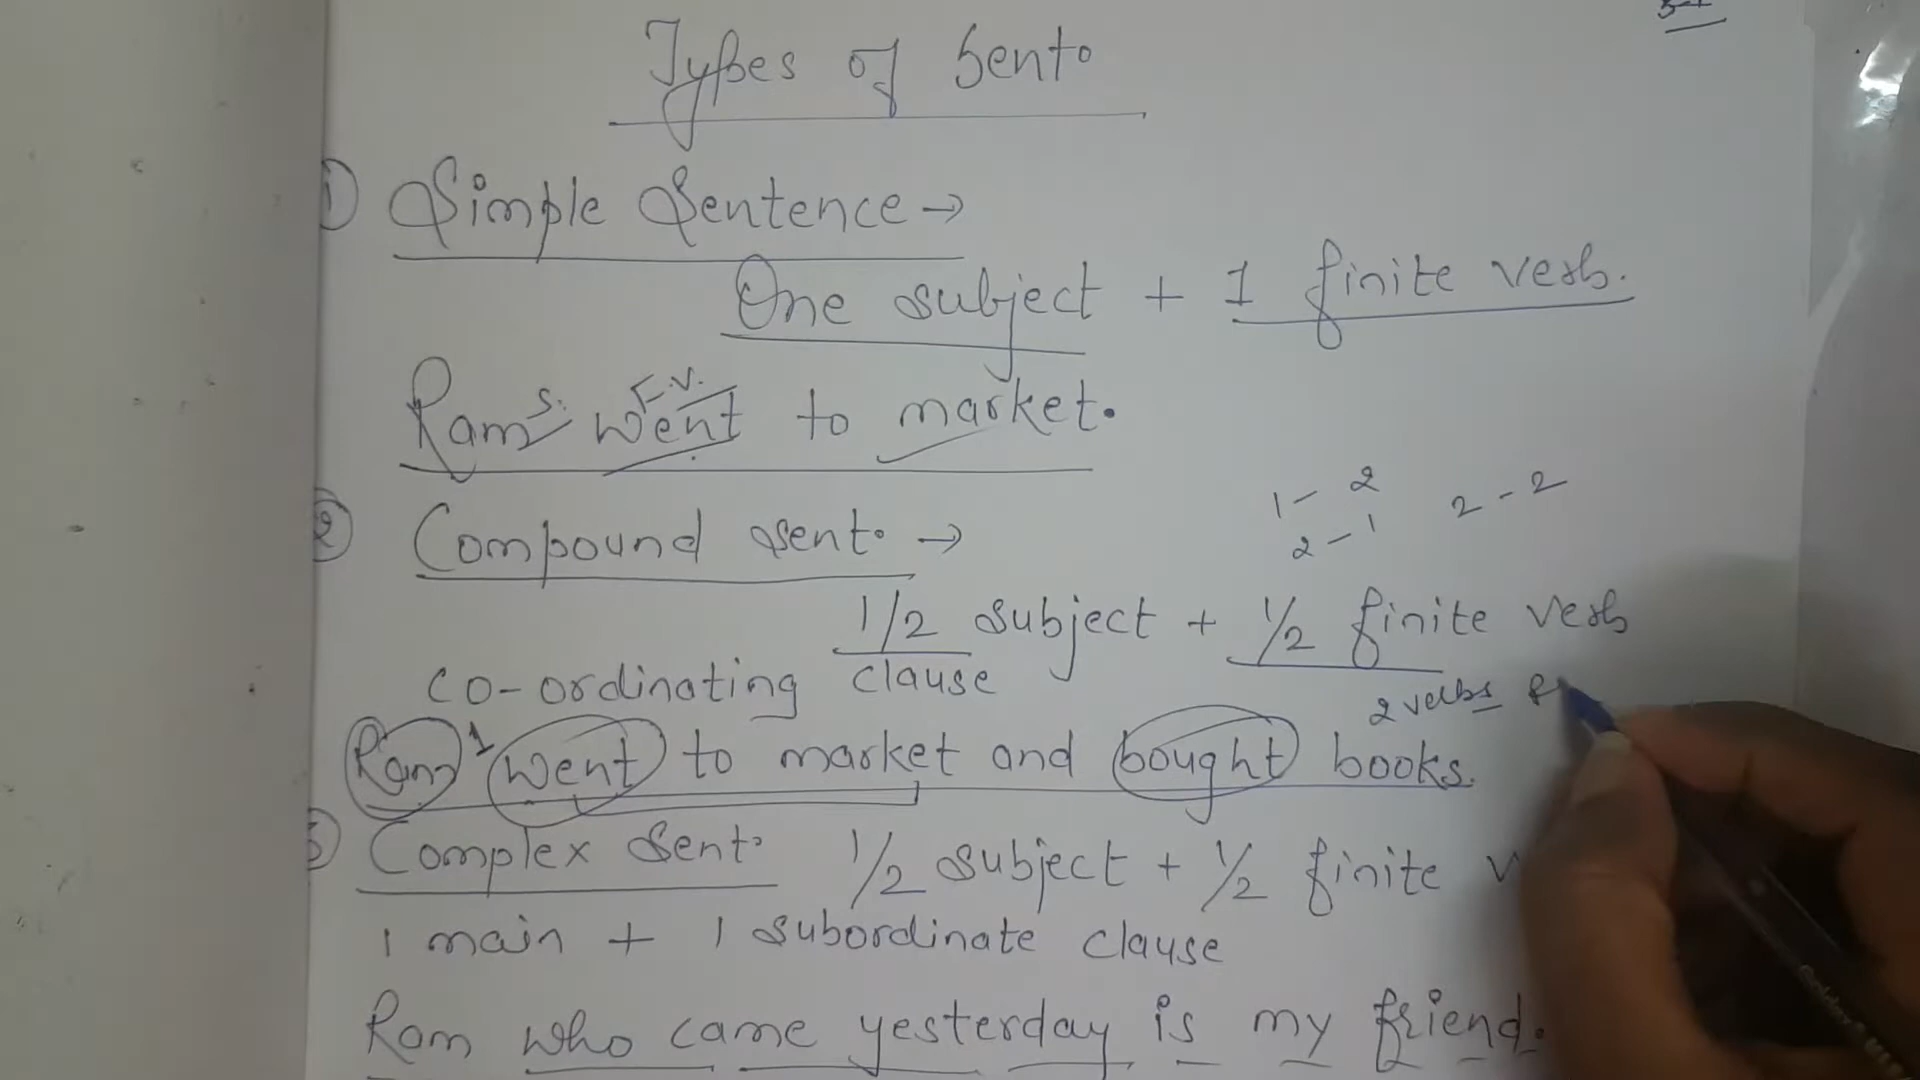 Types of Sent.
1) Simple Sentence →
One subject + 1 finite verb.
S. F.V.
Ram went to market.
1 - 2
2 - 1
2 - 2
2) Compound Sent. →
1/2 subject + 1/2 finite verb
co-ordinating clause
2 verbs
Ram 1 went to market and bought books.
3) Complex Sent. 1/2 subject + 1/2 finite
1 main + 1 subordinate clause
Ram who came yesterday is my friend.